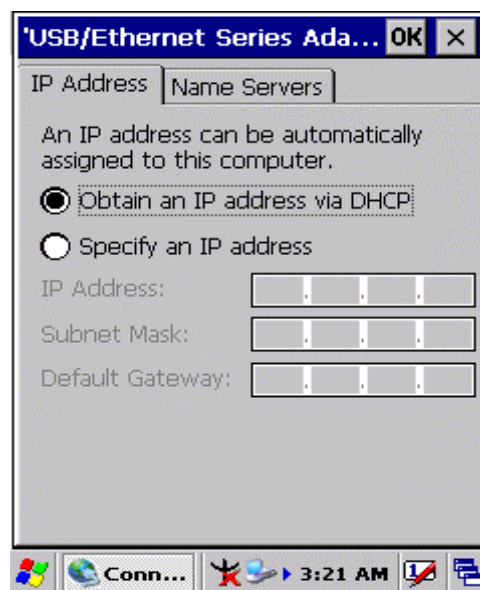 'USB/Ethernet Series Ada... OK ×
IP Address Name Servers
An IP address can be automatically
assigned to this computer.
Obtain an IP address via DHCP
Specify an IP address
IP Address: . . .
Subnet Mask: . . .
Default Gateway: . . .
Conn... 3:21 AM 1